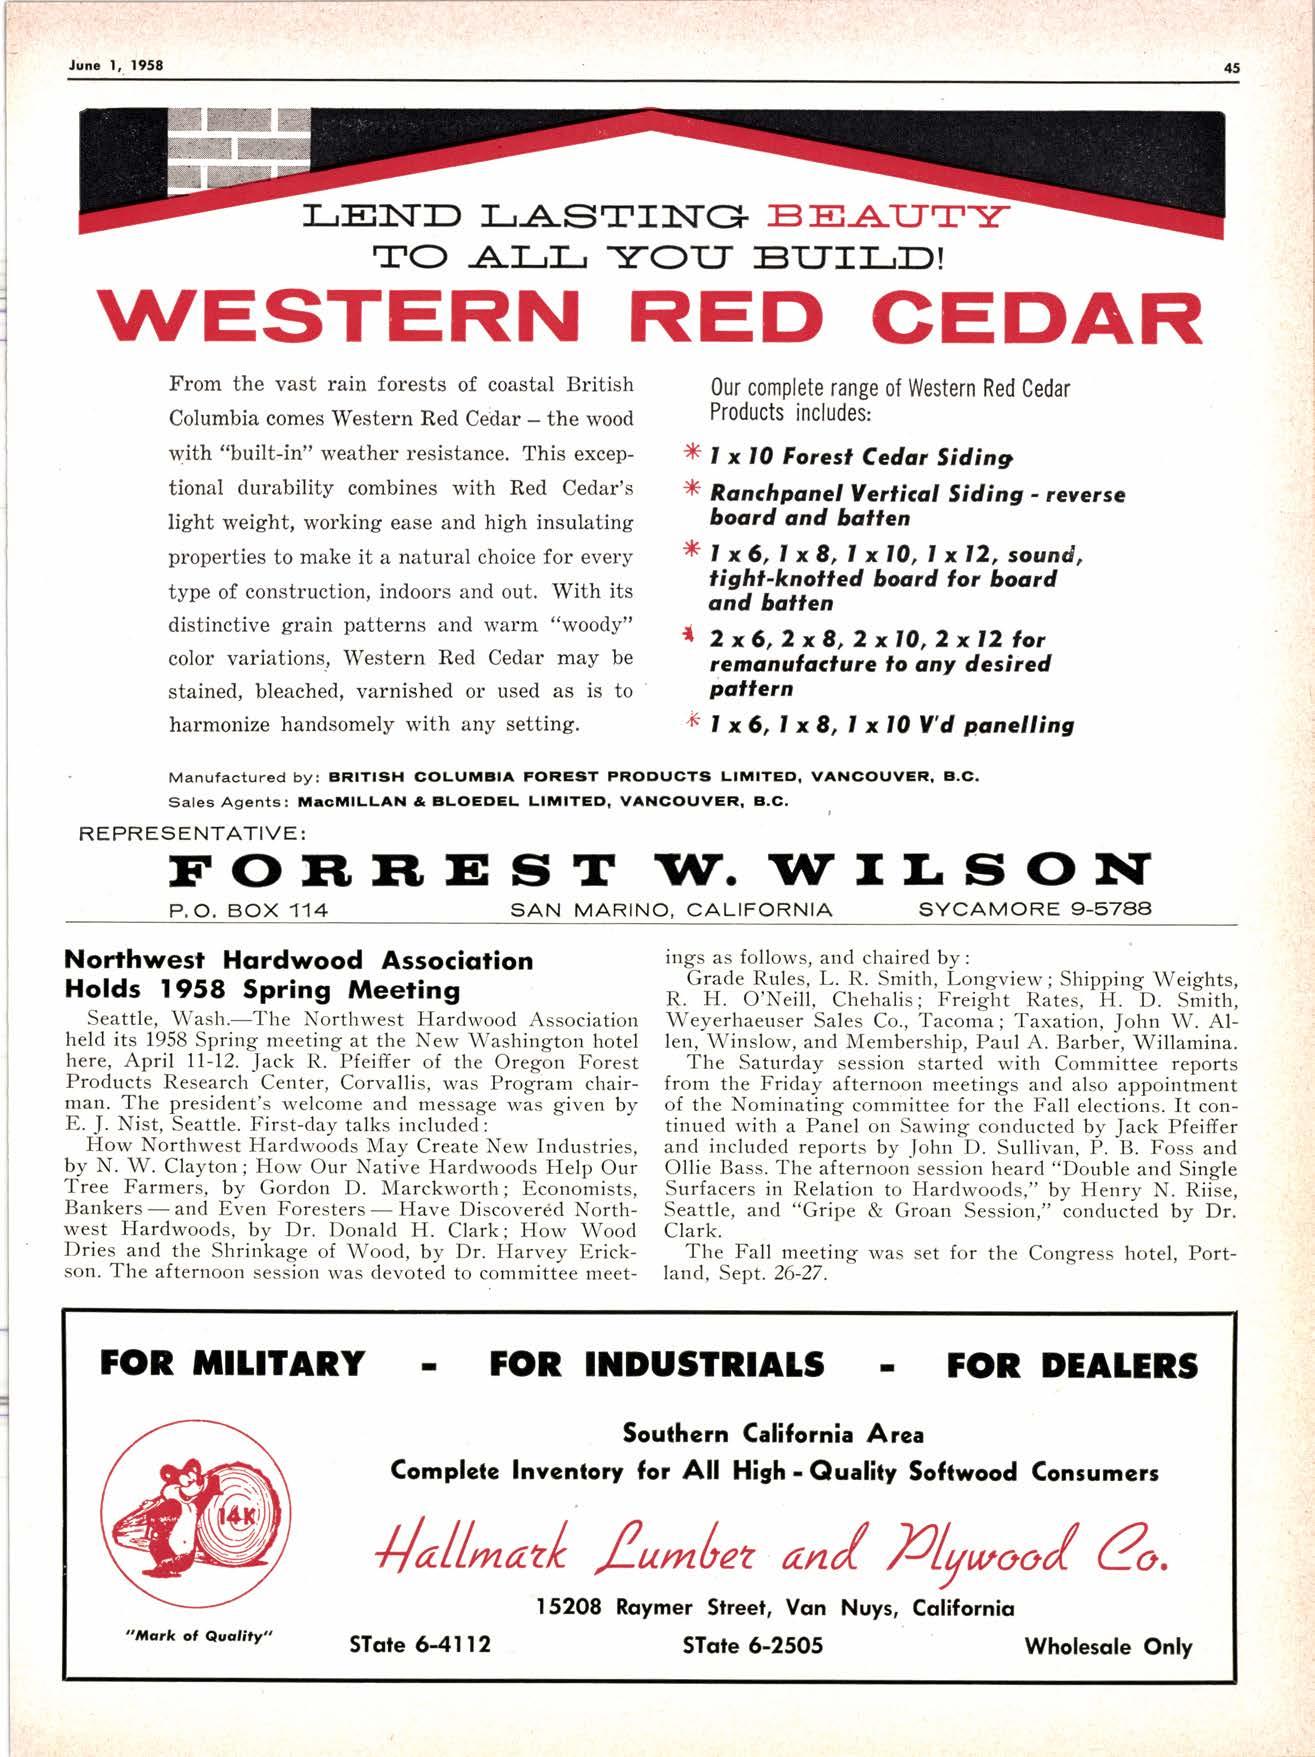 June 1, 1958
45
LEND LASTING BEAUTY
TO ALL YOU BUILD!
WESTERN RED CEDAR
From the vast rain forests of coastal British
Columbia comes Western Red Cedar – the wood
with "built-in" weather resistance. This excep-
tional durability combines with Red Cedar's
light weight, working ease and high insulating
properties to make it a natural choice for every
type of construction, indoors and out. With its
distinctive grain patterns and warm "woody"
color variations, Western Red Cedar may be
stained, bleached, varnished or used as is to
harmonize handsomely with any setting.
Our complete range of Western Red Cedar
Products includes:
* 1 x 10 Forest Cedar Siding
* Ranchpanel Vertical Siding - reverse
board and batten
* 1 x 6, 1 x 8, 1 x 10, 1 x 12, sound,
tight-knotted board for board
and batten
* 2 x 6, 2 x 8, 2 x 10, 2 x 12 for
remanufacture to any desired
pattern
* 1 x 6, 1 x 8, 1 x 10 V'd panelling
Manufactured by: BRITISH COLUMBIA FOREST PRODUCTS LIMITED, VANCOUVER, B.C.
Sales Agents: MacMILLAN & BLOEDEL LIMITED, VANCOUVER, B.C.
REPRESENTATIVE:
FORREST W. WILSON
P.O. BOX 114 SAN MARINO, CALIFORNIA SYCAMORE 9-5788
Northwest Hardwood Association
Holds 1958 Spring Meeting
Seattle, Wash.—The Northwest Hardwood Association
held its 1958 Spring meeting at the New Washington hotel
here, April 11-12. Jack R. Pfeiffer of the Oregon Forest
Products Research Center, Corvallis, was Program chair-
man. The president's welcome and message was given by
E. J. Nist, Seattle. First-day talks included:
How Northwest Hardwoods May Create New Industries,
by N. W. Clayton; How Our Native Hardwoods Help Our
Tree Farmers, by Gordon D. Marckworth; Economists,
Bankers — and Even Foresters — Have Discovered North-
west Hardwoods, by Dr. Donald H. Clark; How Wood
Dries and the Shrinkage of Wood, by Dr. Harvey Erick-
son. The afternoon session was devoted to committee meet-
ings as follows, and chaired by:
Grade Rules, L. R. Smith, Longview; Shipping Weights,
R. H. O'Neill, Chehalis; Freight Rates, H. D. Smith,
Weyerhaeuser Sales Co., Tacoma; Taxation, John W. Al-
len, Winslow, and Membership, Paul A. Barber, Willamina.
The Saturday session started with Committee reports
from the Friday afternoon meetings and also appointment
of the Nominating committee for the Fall elections. It con-
tinued with a Panel on Sawing conducted by Jack Pfeiffer
and included reports by John D. Sullivan, P. B. Foss and
Ollie Bass. The afternoon session heard "Double and Single
Surfacers in Relation to Hardwoods," by Henry N. Riise,
Seattle, and "Gripe & Groan Session," conducted by Dr.
Clark.
The Fall meeting was set for the Congress hotel, Port-
land, Sept. 26-27.
FOR MILITARY - FOR INDUSTRIALS - FOR DEALERS
Southern California Area
Complete Inventory for All High - Quality Softwood Consumers
14K
Hallmark Lumber and Plywood Co.
15208 Raymer Street, Van Nuys, California
"Mark of Quality"
STate 6-4112 STate 6-2505 Wholesale Only